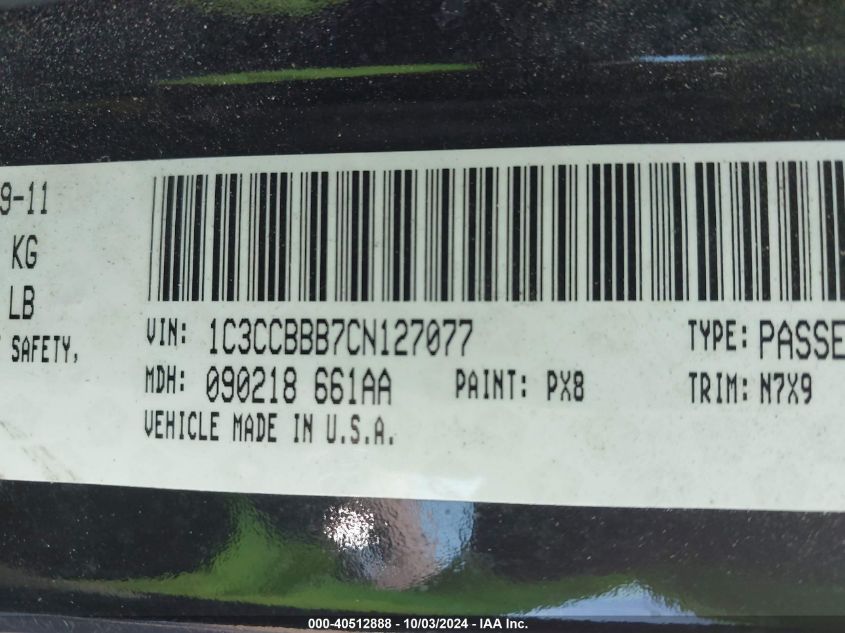 9-11
KG
LB
SAFETY,
VIN: 1C3CCBBB7CN127077 TYPE: PASSE
MDH: 090218 661AA PAINT: PX8 TRIM: N7X9
VEHICLE MADE IN U.S.A.
000-40512888 - 10/03/2024 - IAA Inc.